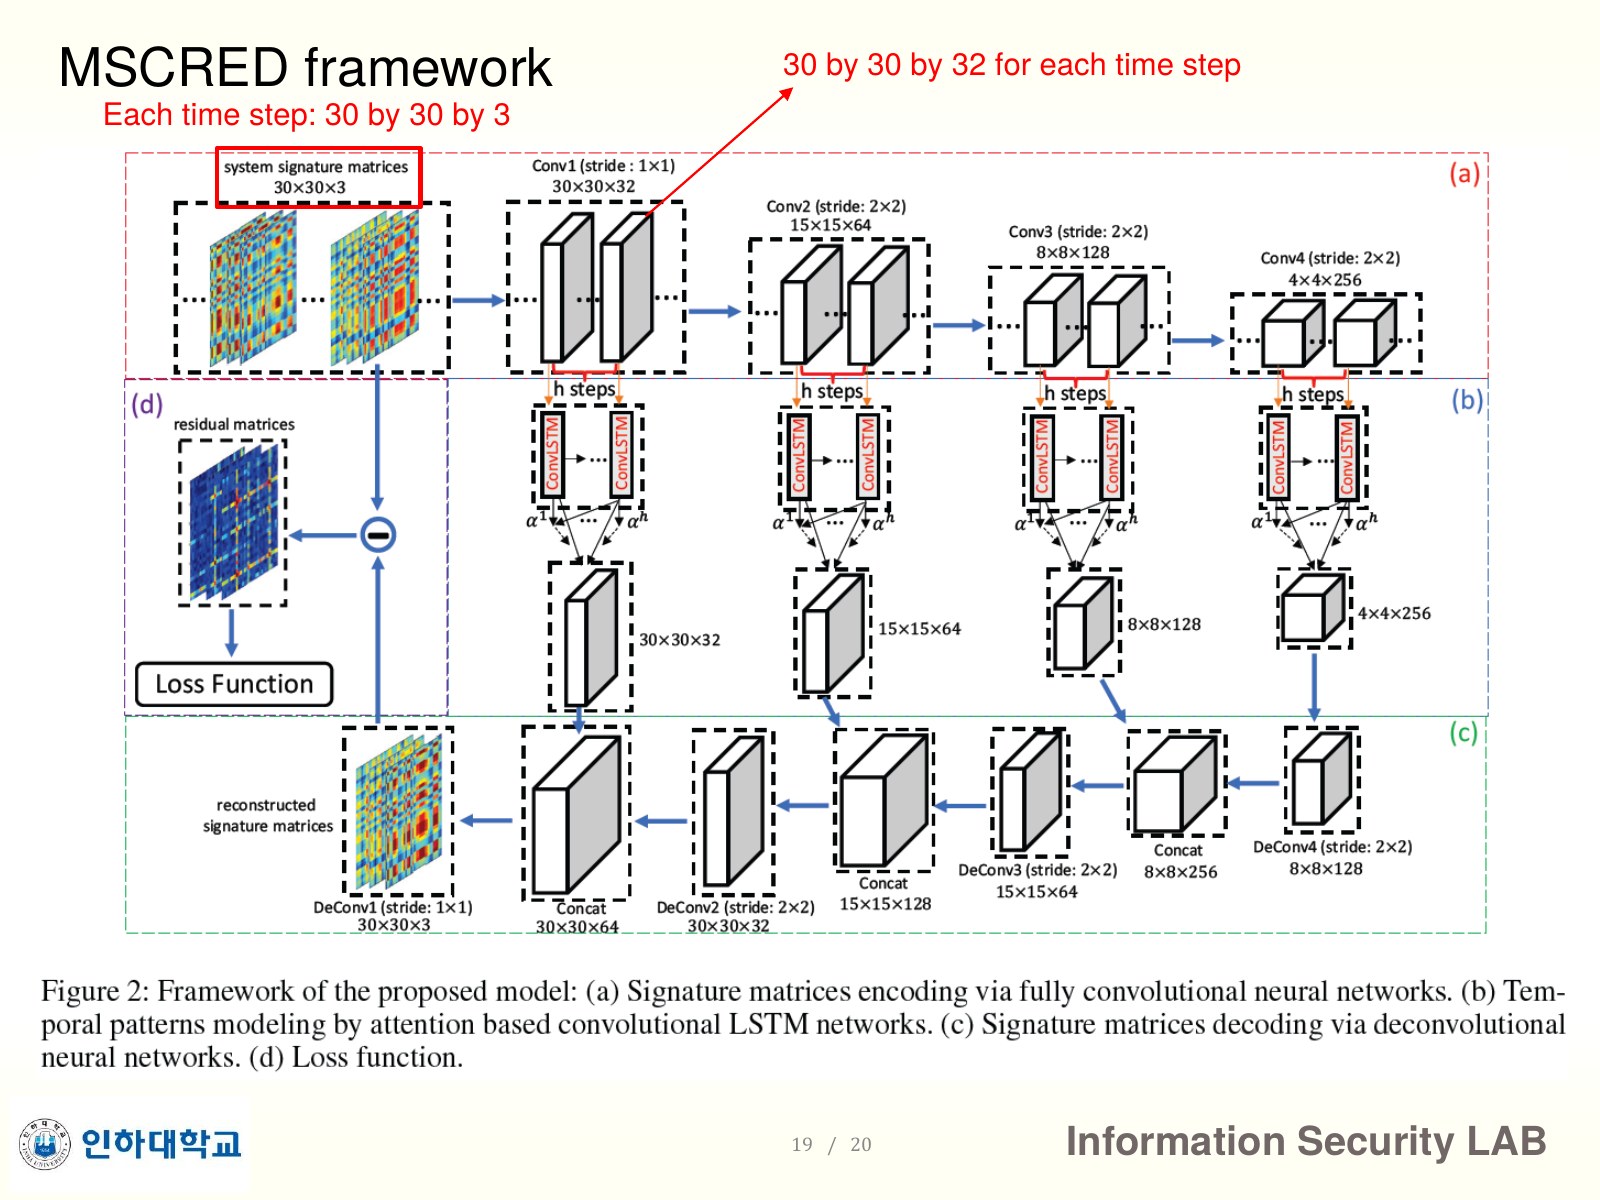 MSCRED framework
30 by 30 by 32 for each time step
Each time step: 30 by 30 by 3
system signature matrices
30×30×3
Conv1 (stride : 1×1)
30×30×32
Conv2 (stride: 2×2)
15×15×64
Conv3 (stride: 2×2)
8×8×128
Conv4 (stride: 2×2)
4×4×256
(a)
h steps
h steps
h steps
h steps
(d)
(b)
residual matrices
ConvLSTM
ConvLSTM
ConvLSTM
ConvLSTM
ConvLSTM
ConvLSTM
ConvLSTM
ConvLSTM
... 
α¹ ... αʰ
α¹ ... αʰ
α¹ ... αʰ
α¹ ... αʰ
30×30×32
15×15×64
8×8×128
4×4×256
Loss Function
(c)
reconstructed
signature matrices
DeConv1 (stride: 1×1)
30×30×3
Concat
30×30×64
DeConv2 (stride: 2×2)
30×30×32
Concat
15×15×128
DeConv3 (stride: 2×2)
15×15×64
Concat
8×8×256
DeConv4 (stride: 2×2)
8×8×128
Figure 2: Framework of the proposed model: (a) Signature matrices encoding via fully convolutional neural networks. (b) Tem-
poral patterns modeling by attention based convolutional LSTM networks. (c) Signature matrices decoding via deconvolutional
neural networks. (d) Loss function.
인하대학교
19 / 20
Information Security LAB